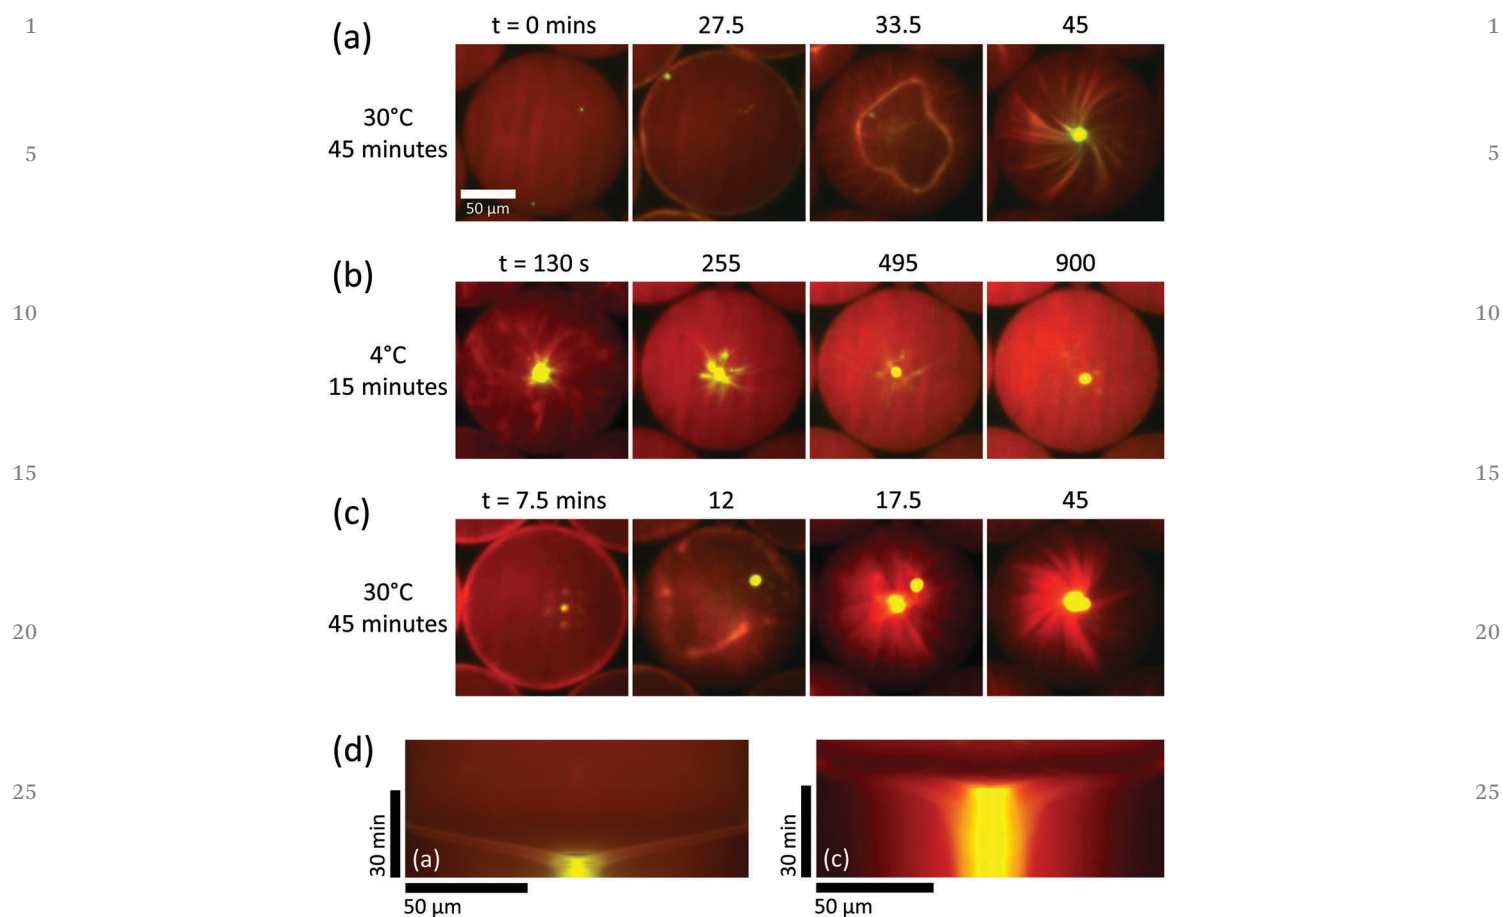 1
1
(a)
t = 0 mins 27.5 33.5 45
30°C
45 minutes
5
5
50 µm
(b)
t = 130 s 255 495 900
10
10
4°C
15 minutes
15
15
(c)
t = 7.5 mins 12 17.5 45
30°C
45 minutes
20
20
(d)
25
25
30 min
(a)
50 µm
30 min
(c)
50 µm